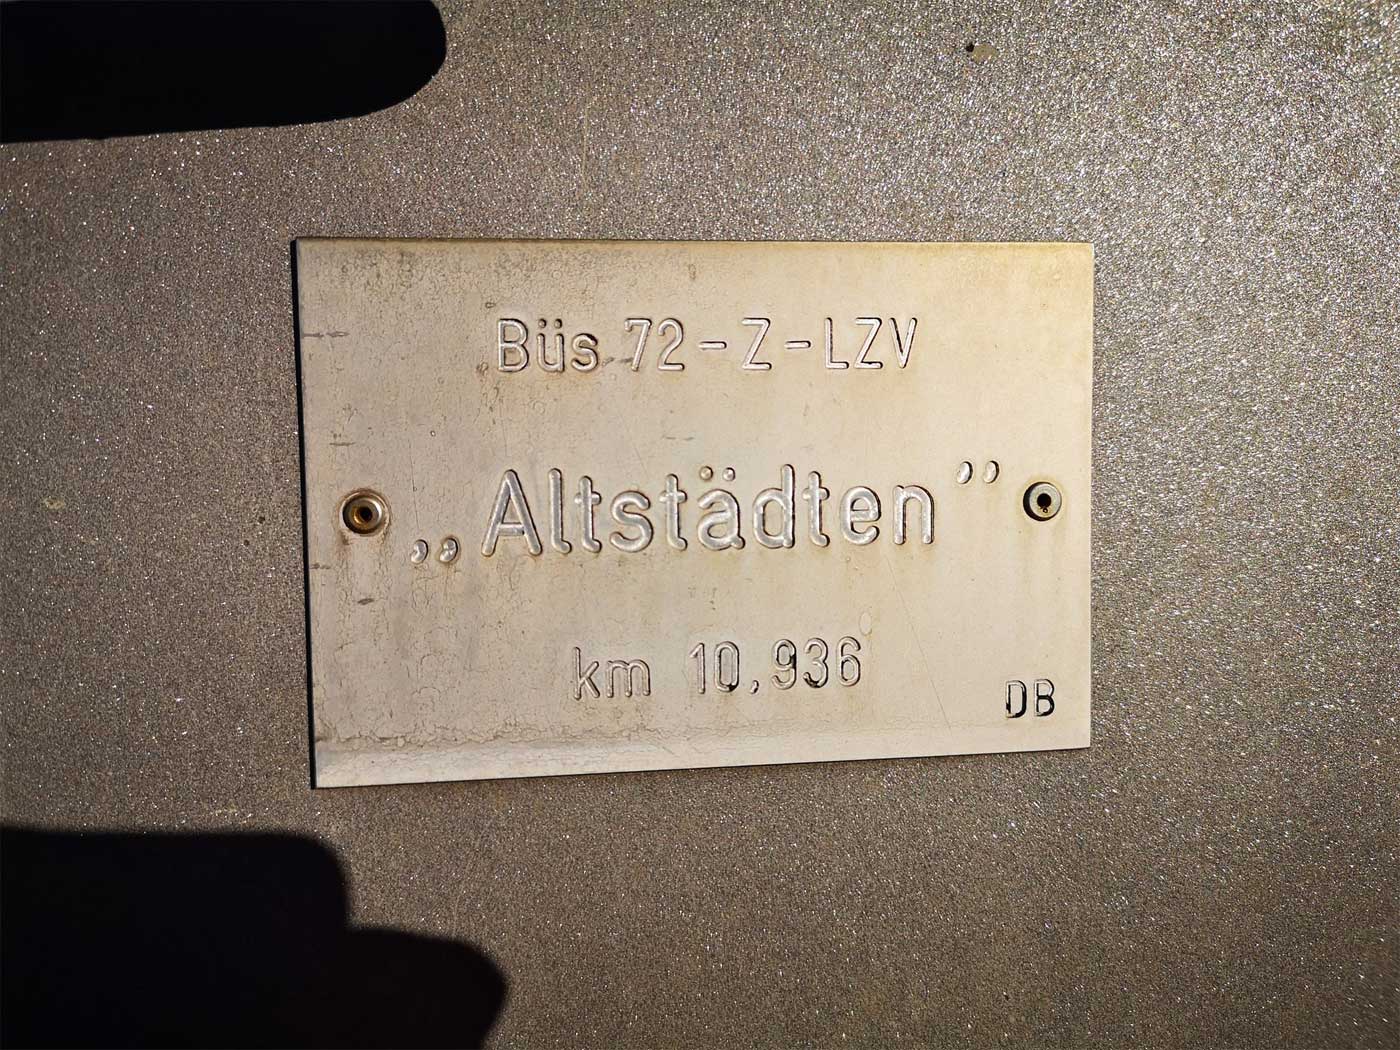 Büs 72-Z-LZV
„Altstädten”
km 10,936
DB